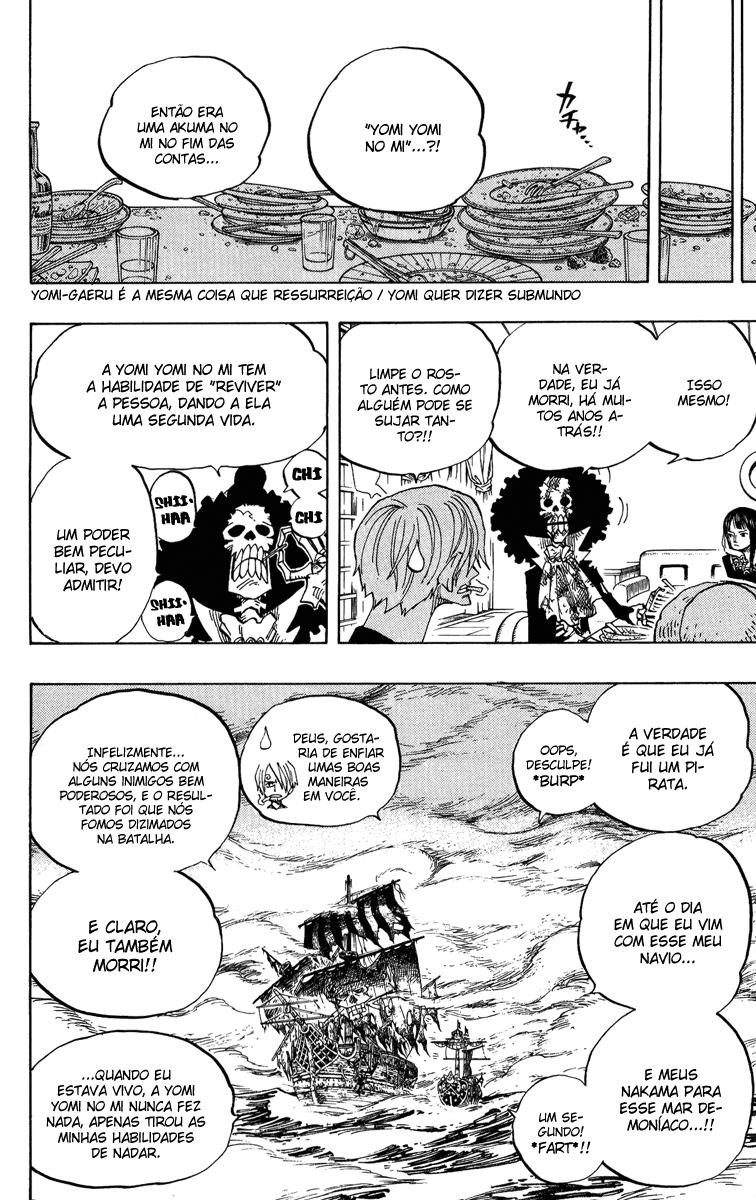 カチャ…
"YOMI YOMI
NO MI"...?!
ENTÃO ERA
UMA AKUMA NO
MI NO FIM DAS
CONTAS...
YOMI-GAERU É A MESMA COISA QUE RESSURREIÇÃO / YOMI QUER DIZER SUBMUNDO
ISSO
MESMO!
NA VER-
DADE, EU JÁ
MORRI, HÁ MUI-
TOS ANOS A-
TRÁS!!
LIMPE O ROS-
TO ANTES. COMO
ALGUÉM PODE SE
SUJAR TAN-
TO?!!
A YOMI YOMI NO MI TEM
A HABILIDADE DE "REVIVER"
A PESSOA, DANDO A ELA
UMA SEGUNDA VIDA.
CHI
CHI
SHII-
HAA
SHII-
HAA
UM PODER
BEM PECU-
LIAR, DEVO
ADMITIR!
A VERDADE
É QUE EU JÁ
FUI UM PI-
RATA.
OOPS,
DESCULPE!
*BURP*
DEUS, GOSTA-
RIA DE ENFIAR
UMAS BOAS
MANEIRAS
EM VOCÊ.
ATÉ O DIA
EM QUE EU VIM
COM ESSE MEU
NAVIO...
E MEUS
NAKAMA PARA
ESSE MAR DE-
MONÍACO...!!
UM SE-
GUNDO!
*FART*!!
INFELIZMENTE...
NÓS CRUZAMOS COM
ALGUNS INIMIGOS BEM
PODEROSOS, E O RESUL-
TADO FOI QUE NÓS
FOMOS DIZIMADOS
NA BATALHA.
E CLARO,
EU TAMBÉM
MORRI!!
...QUANDO EU
ESTAVA VIVO, A YOMI
YOMI NO MI NUNCA FEZ
NADA, APENAS TIROU AS
MINHAS HABILIDADES
DE NADAR.